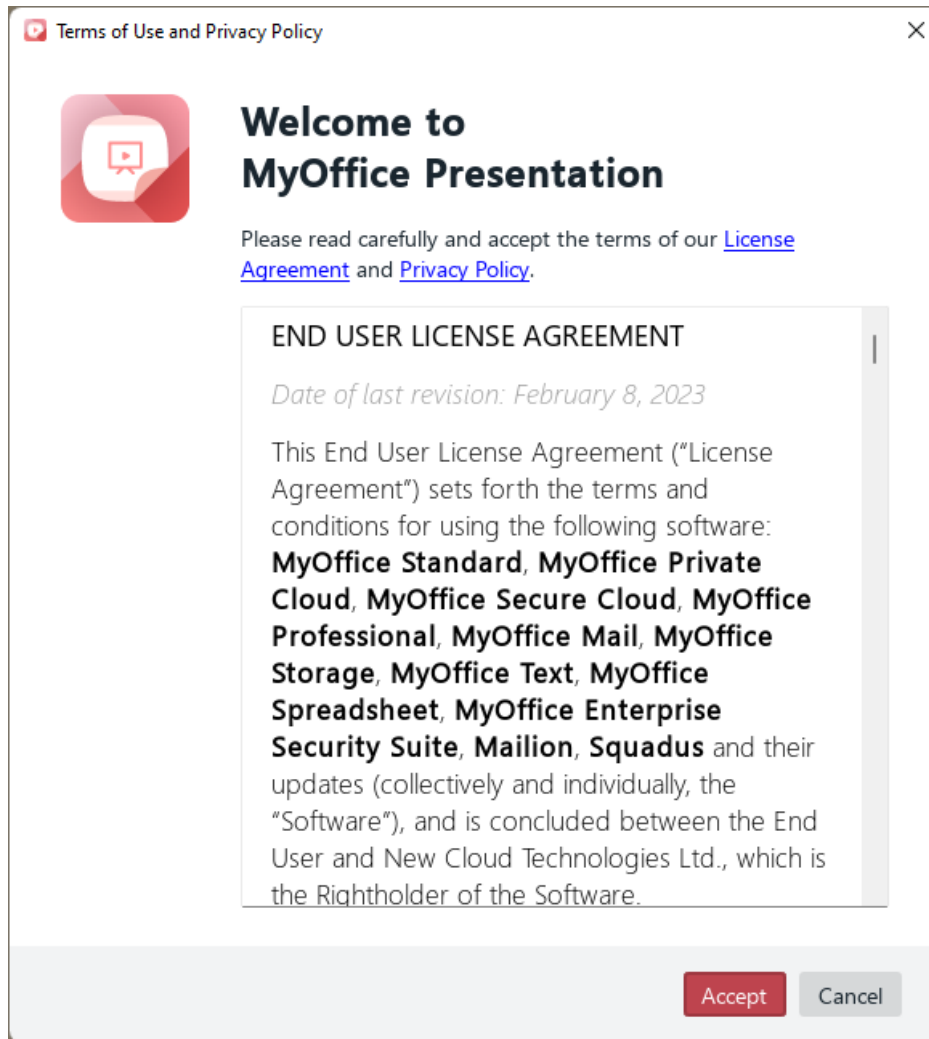 Terms of Use and Privacy Policy
Welcome to
MyOffice Presentation
Please read carefully and accept the terms of our License
Agreement and Privacy Policy.
END USER LICENSE AGREEMENT
Date of last revision: February 8, 2023
This End User License Agreement (“License
Agreement”) sets forth the terms and
conditions for using the following software:
MyOffice Standard, MyOffice Private
Cloud, MyOffice Secure Cloud, MyOffice
Professional, MyOffice Mail, MyOffice
Storage, MyOffice Text, MyOffice
Spreadsheet, MyOffice Enterprise
Security Suite, Mailion, Squadus and their
updates (collectively and individually, the
“Software”), and is concluded between the End
User and New Cloud Technologies Ltd., which is
the Rightholder of the Software.
Accept Cancel